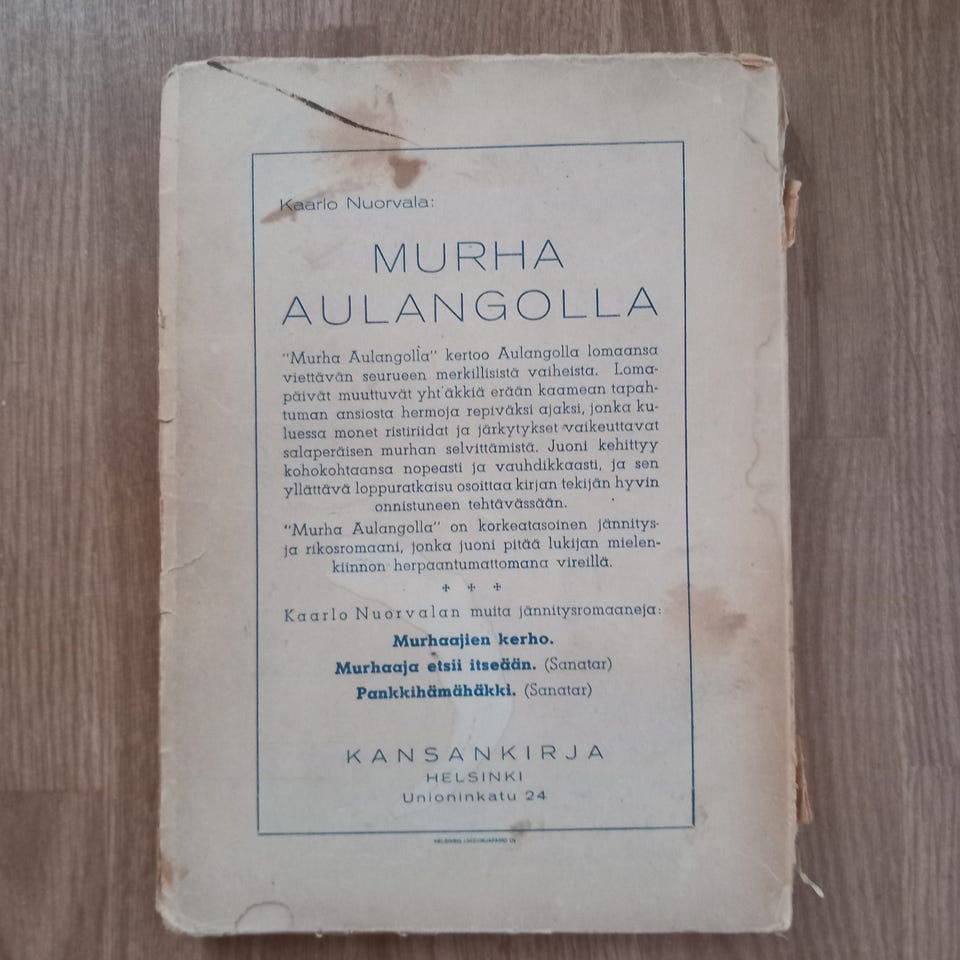 Kaarlo Nuorvala:
MURHA
AULANGOLLA
"Murha Aulangolla" kertoo Aulangolla lomaansa
viettävän seurueen merkillisistä vaiheista. Loma-
päivät muuttuvat yht'äkkiä erään kaamean tapah-
tuman ansiosta hermoja repiväksi ajaksi, jonka ku-
luessa monet ristiriidat ja järkytykset vaikeuttavat
salaperäisen murhan selvittämistä. Juoni kehittyy
kohokohtaansa nopeasti ja vauhdikkaasti, ja sen
yllättävä loppuratkaisu osoittaa kirjan tekijän hyvin
onnistuneen tehtävässään.
"Murha Aulangolla" on korkeatasoinen jännitys-
ja rikosromaani, jonka juoni pitää lukijan mielen-
kiinnon herpaantumattomana vireillä.
Kaarlo Nuorvalan muita jännitysromaaneja:
Murhaajien kerho.
Murhaaja etsii itseään. (Sanatar)
Pankkihämähäkki. (Sanatar)
KANSANKIRJA
HELSINKI
Unioninkatu 24
HELSINKI LIIKEKIRJAPAINO OY